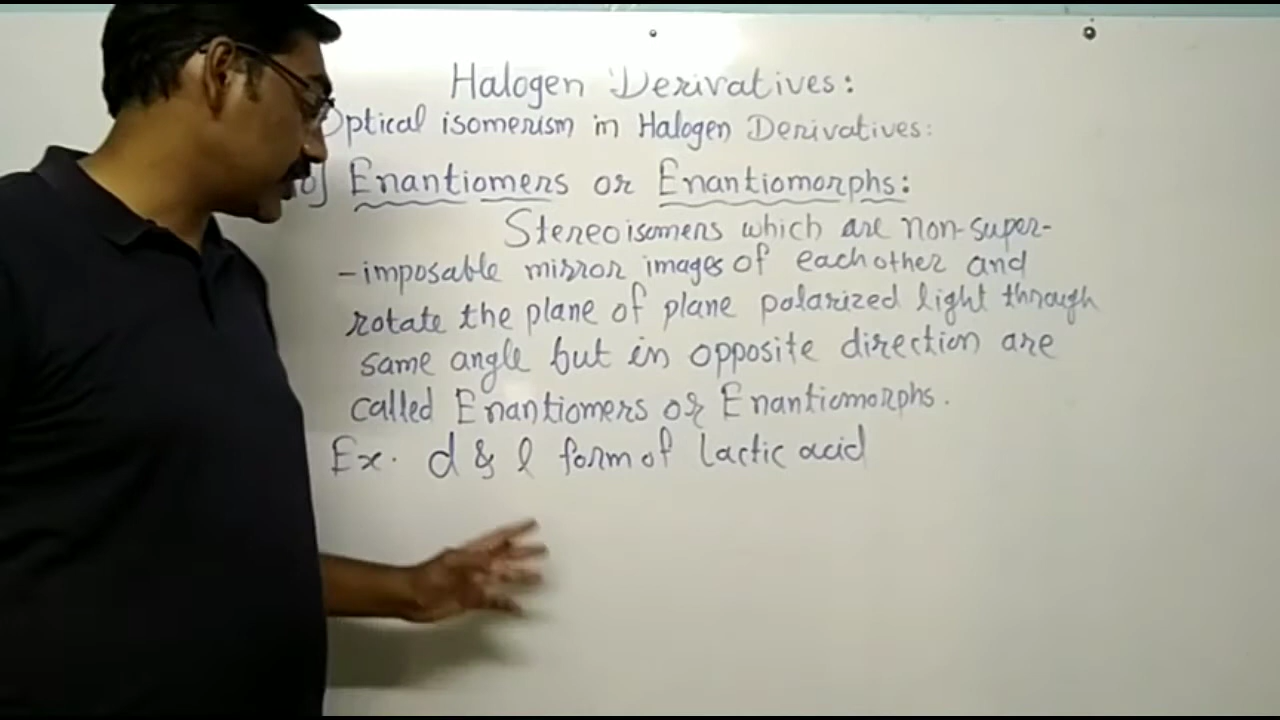 Halogen Derivatives:
Optical isomerism in Halogen Derivatives:
Enantiomers or Enantiomorphs:
Stereoisomers which are non-super-
-imposable mirror images of each other and
rotate the plane of plane polarized light through
same angle but in opposite direction are
called Enantiomers or Enantiomorphs.
Ex. d & l form of Lactic acid